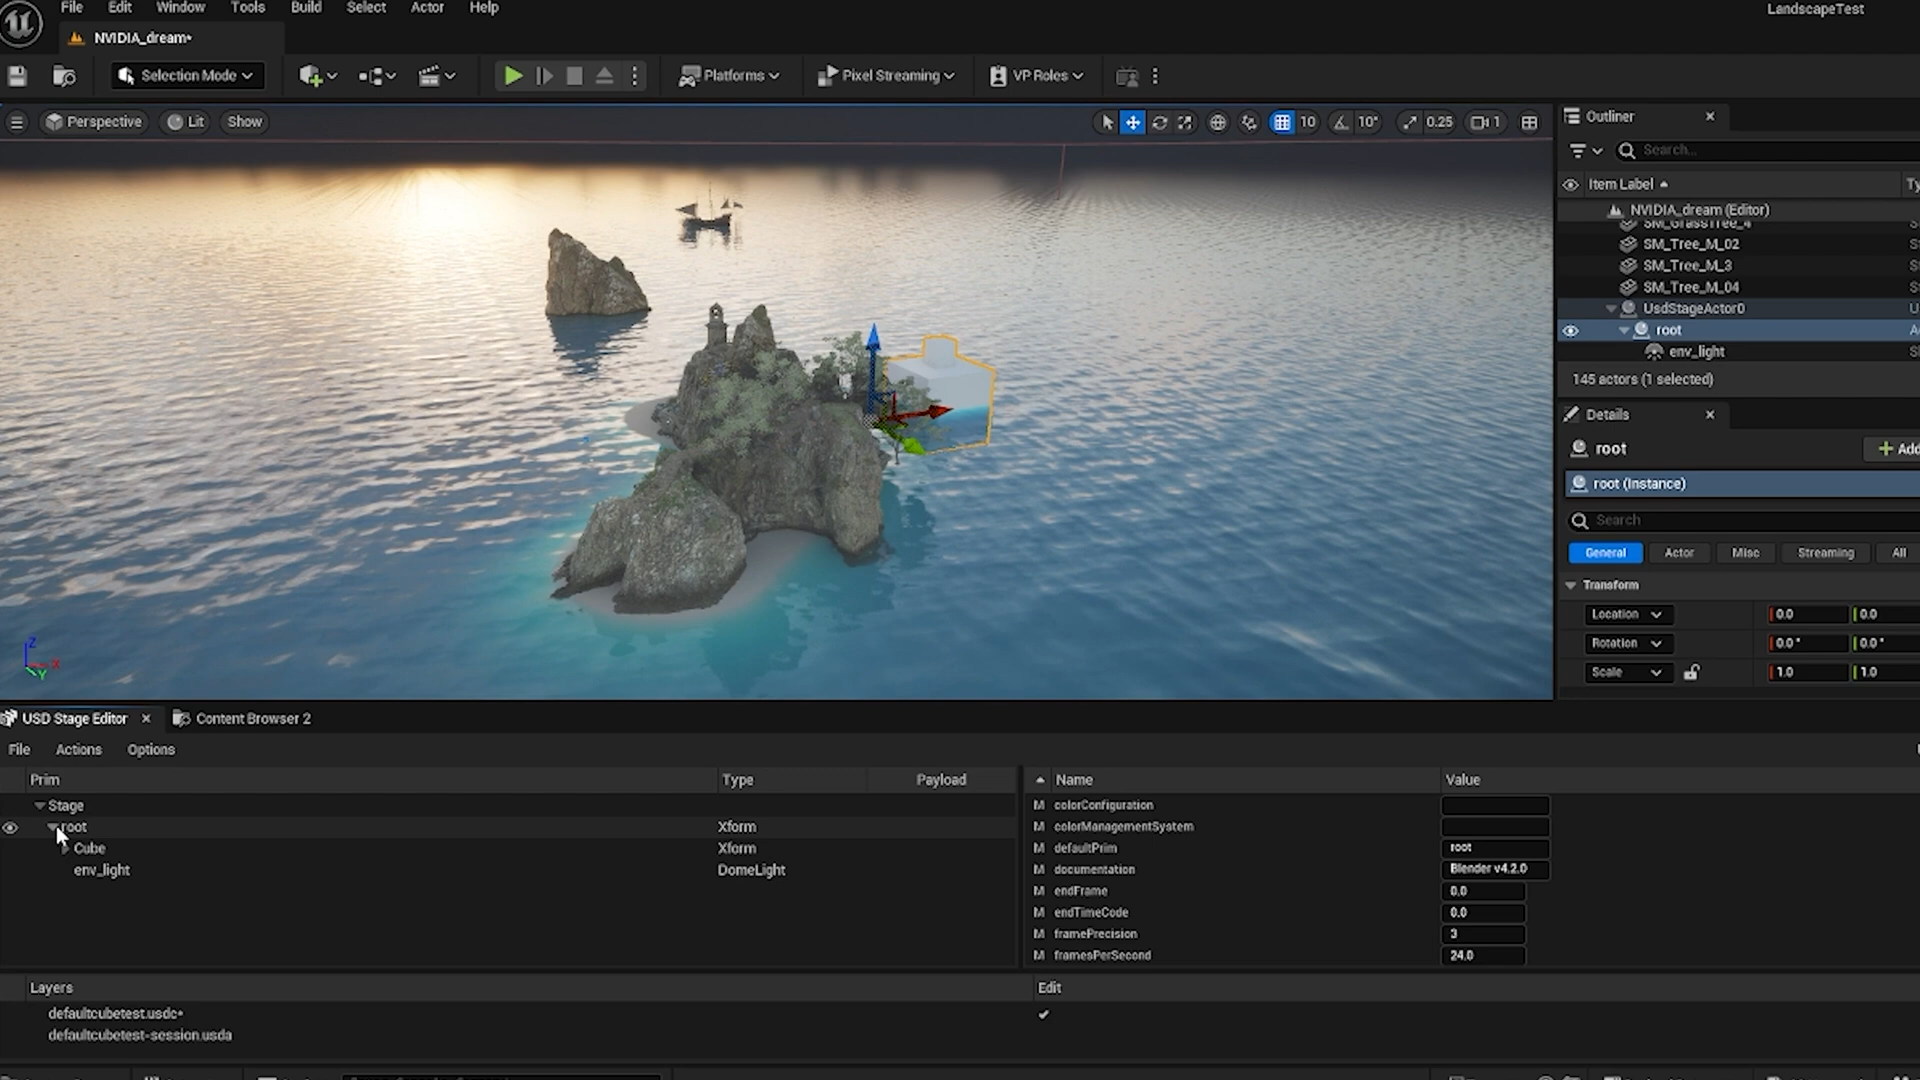 File Edit Window Tools Build Select Actor Help
LandscapeTest
NVIDIA_dream*
Selection Mode
Platforms
Pixel Streaming
VP Roles
Perspective Lit Show
10 10° 0.25 1
Outliner
Search...
Item Label
NVIDIA_dream (Editor)
SM_GrassTree_4
SM_Tree_M_02
SM_Tree_M_3
SM_Tree_M_04
UsdStageActor0
root
env_light
145 actors (1 selected)
Details
root
Add
root (Instance)
Search
General Actor Misc Streaming All
Transform
Location 0.0 0.0
Rotation 0.0° 0.0°
Scale 1.0 1.0
Z X Y
USD Stage Editor Content Browser 2
File Actions Options
Prim Type Payload
Stage
root Xform
Cube Xform
env_light DomeLight
Name Value
M colorConfiguration
M colorManagementSystem
M defaultPrim root
M documentation Blender v4.2.0
M endFrame 0.0
M endTimeCode 0.0
M framePrecision 3
M framesPerSecond 24.0
Layers Edit
defaultcubetest.usdc*
defaultcubetest-session.usda